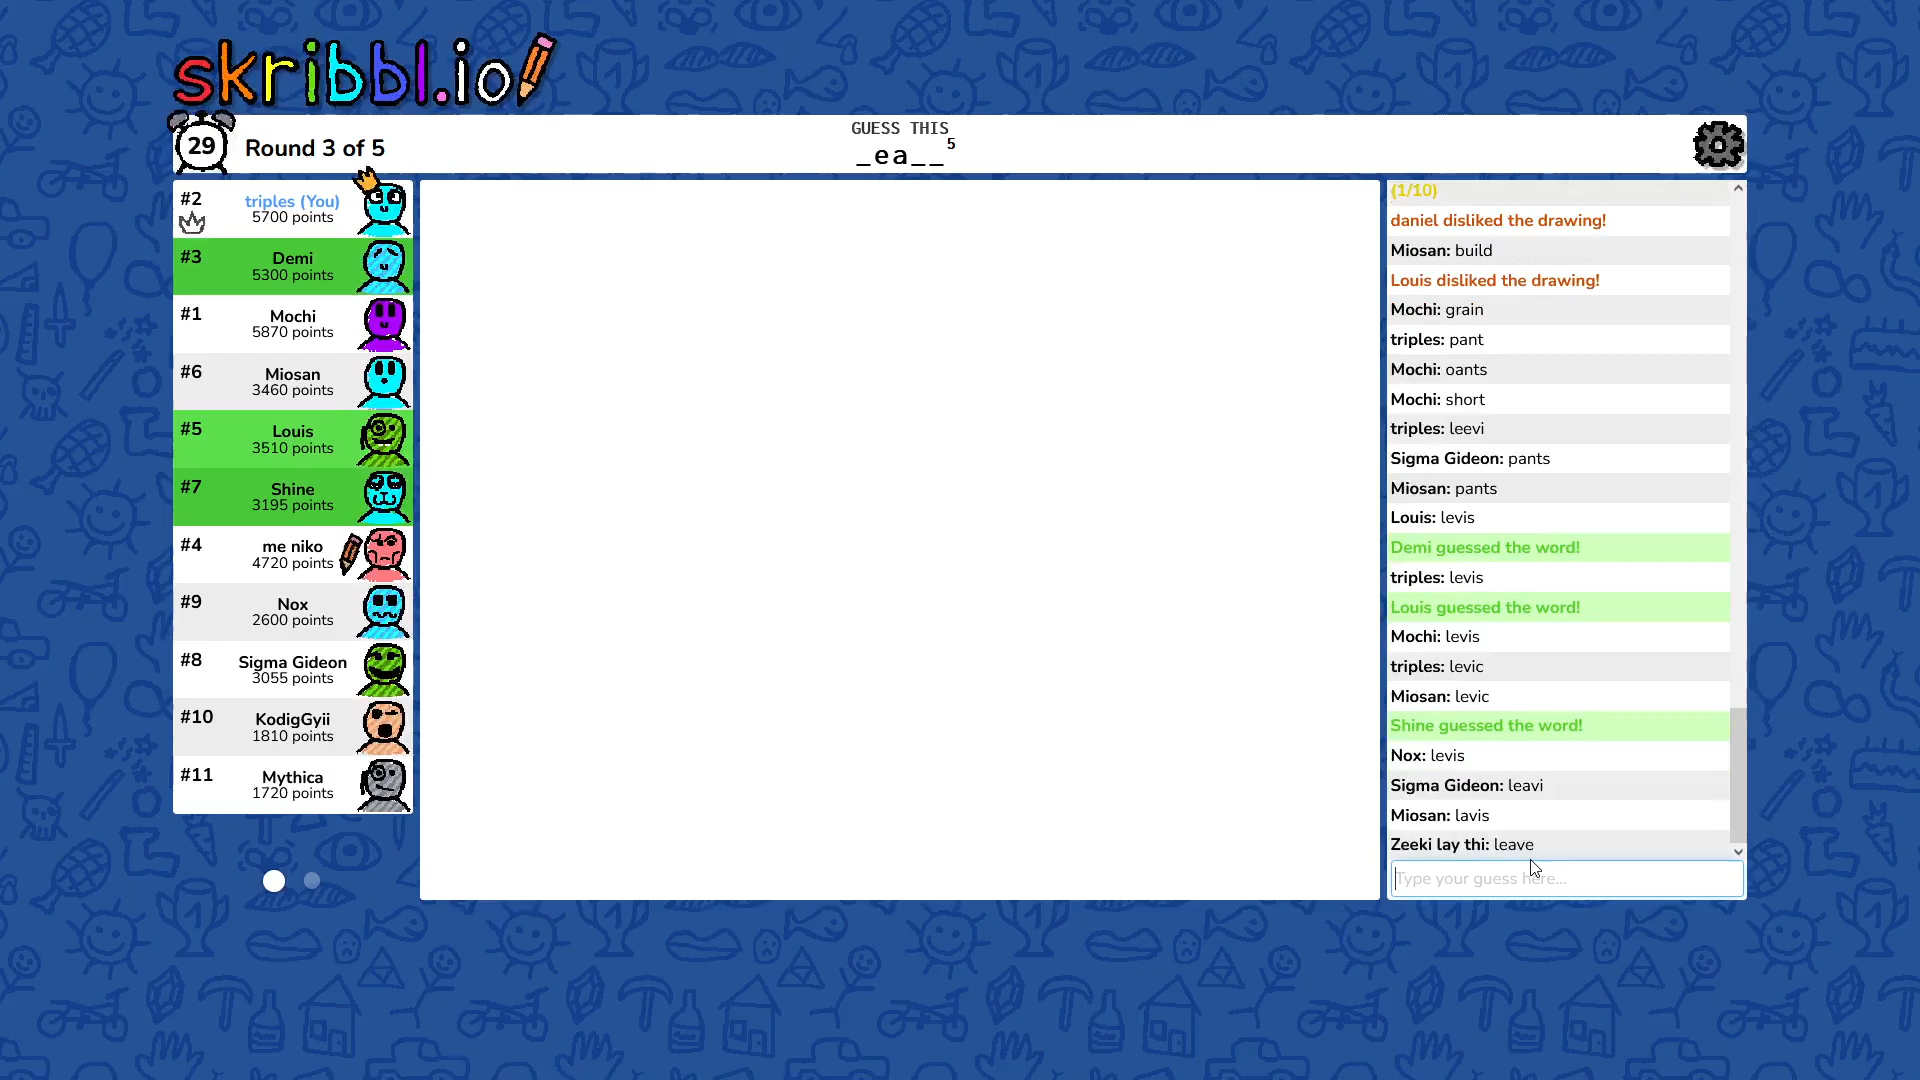 skribbl.io
29
Round 3 of 5
GUESS THIS
_ea__ 5
#2
triples (You)
5700 points
#3
Demi
5300 points
#1
Mochi
5870 points
#6
Miosan
3460 points
#5
Louis
3510 points
#7
Shine
3195 points
#4
me niko
4720 points
#9
Nox
2600 points
#8
Sigma Gideon
3055 points
#10
KodigGyii
1810 points
#11
Mythica
1720 points
(1/10)
daniel disliked the drawing!
Miosan: build
Louis disliked the drawing!
Mochi: grain
triples: pant
Mochi: oants
Mochi: short
triples: leevi
Sigma Gideon: pants
Miosan: pants
Louis: levis
Demi guessed the word!
triples: levis
Louis guessed the word!
Mochi: levis
triples: levic
Miosan: levic
Shine guessed the word!
Nox: levis
Sigma Gideon: leavi
Miosan: lavis
Zeeki lay thi: leave
Type your guess here...